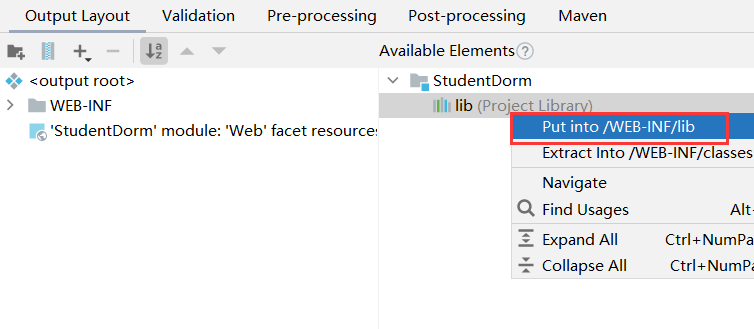 Output Layout Validation Pre-processing Post-processing Maven
Available Elements
<output root>
WEB-INF
'StudentDorm' module: 'Web' facet resources
StudentDorm
lib (Project Library)
Put into /WEB-INF/lib
Extract Into /WEB-INF/classes
Navigate
Find Usages Alt+
Expand All Ctrl+NumPa
Collapse All Ctrl+NumPa